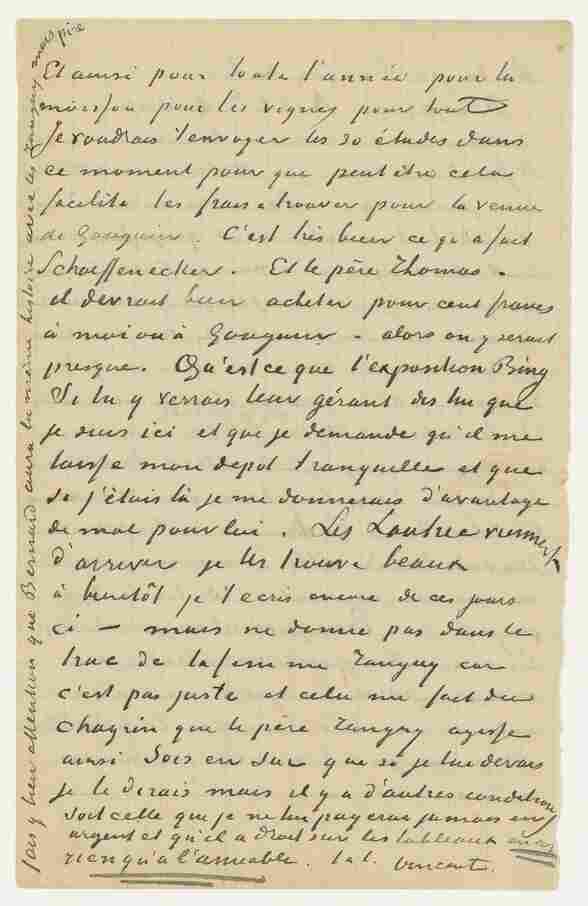 Et ainsi pour toute l'année pour la
moisson pour les vignes pour tout
Je voudrais t'envoyer les 30 études dans
ce moment pour que peut être cela
facilite les frais a trouver pour la venue
de Gauguin. C'est très bien ce qu'a fait
Schaeffenecker. Et le père Thomas.
il devrait bien acheter pour cent francs
à moi ou à Gauguin – alors on y serait
presque. Qu'est ce que l'exposition Bing
Si tu y verrais leur gérant dis lui que
je suis ici et que je demande qu'il me
laisse mon depot tranquille et que
si j'étais là je me donnerais d'avantage
de mal pour lui. Les Lautrec viennent
d'arriver je les trouve beaux
à bientôt je t'ecris encore de ces jours
ci – mais ne donne pas dans le
truc de la femme Tanguy car
c'est pas juste et cela me fait du
chagrin que le père Tanguy agisse
ainsi Sois en sur que si je lui devais
je le dirais mais il y a d'autres conditions
soit celle que je ne lui payerai jamais en
argent et qu'il a droit sur les tableaux
rien qu'a l'amiable. t. à t. Vincent.
fais y bien attention que Bernard aura la même histoire avec les Tanguy mais pire